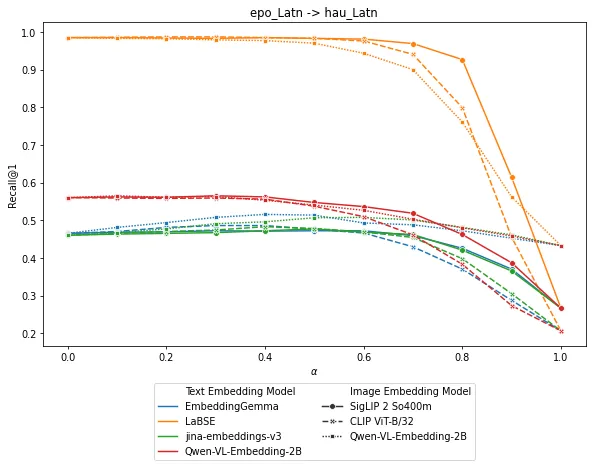 epo_Latn -> hau_Latn
Recall@1
1.0
0.9
0.8
0.7
0.6
0.5
0.4
0.3
0.2
0.0 0.2 0.4 0.6 0.8 1.0
α
Text Embedding Model Image Embedding Model
EmbeddingGemma SigLIP 2 So400m
LaBSE CLIP ViT-B/32
jina-embeddings-v3 Qwen-VL-Embedding-2B
Qwen-VL-Embedding-2B